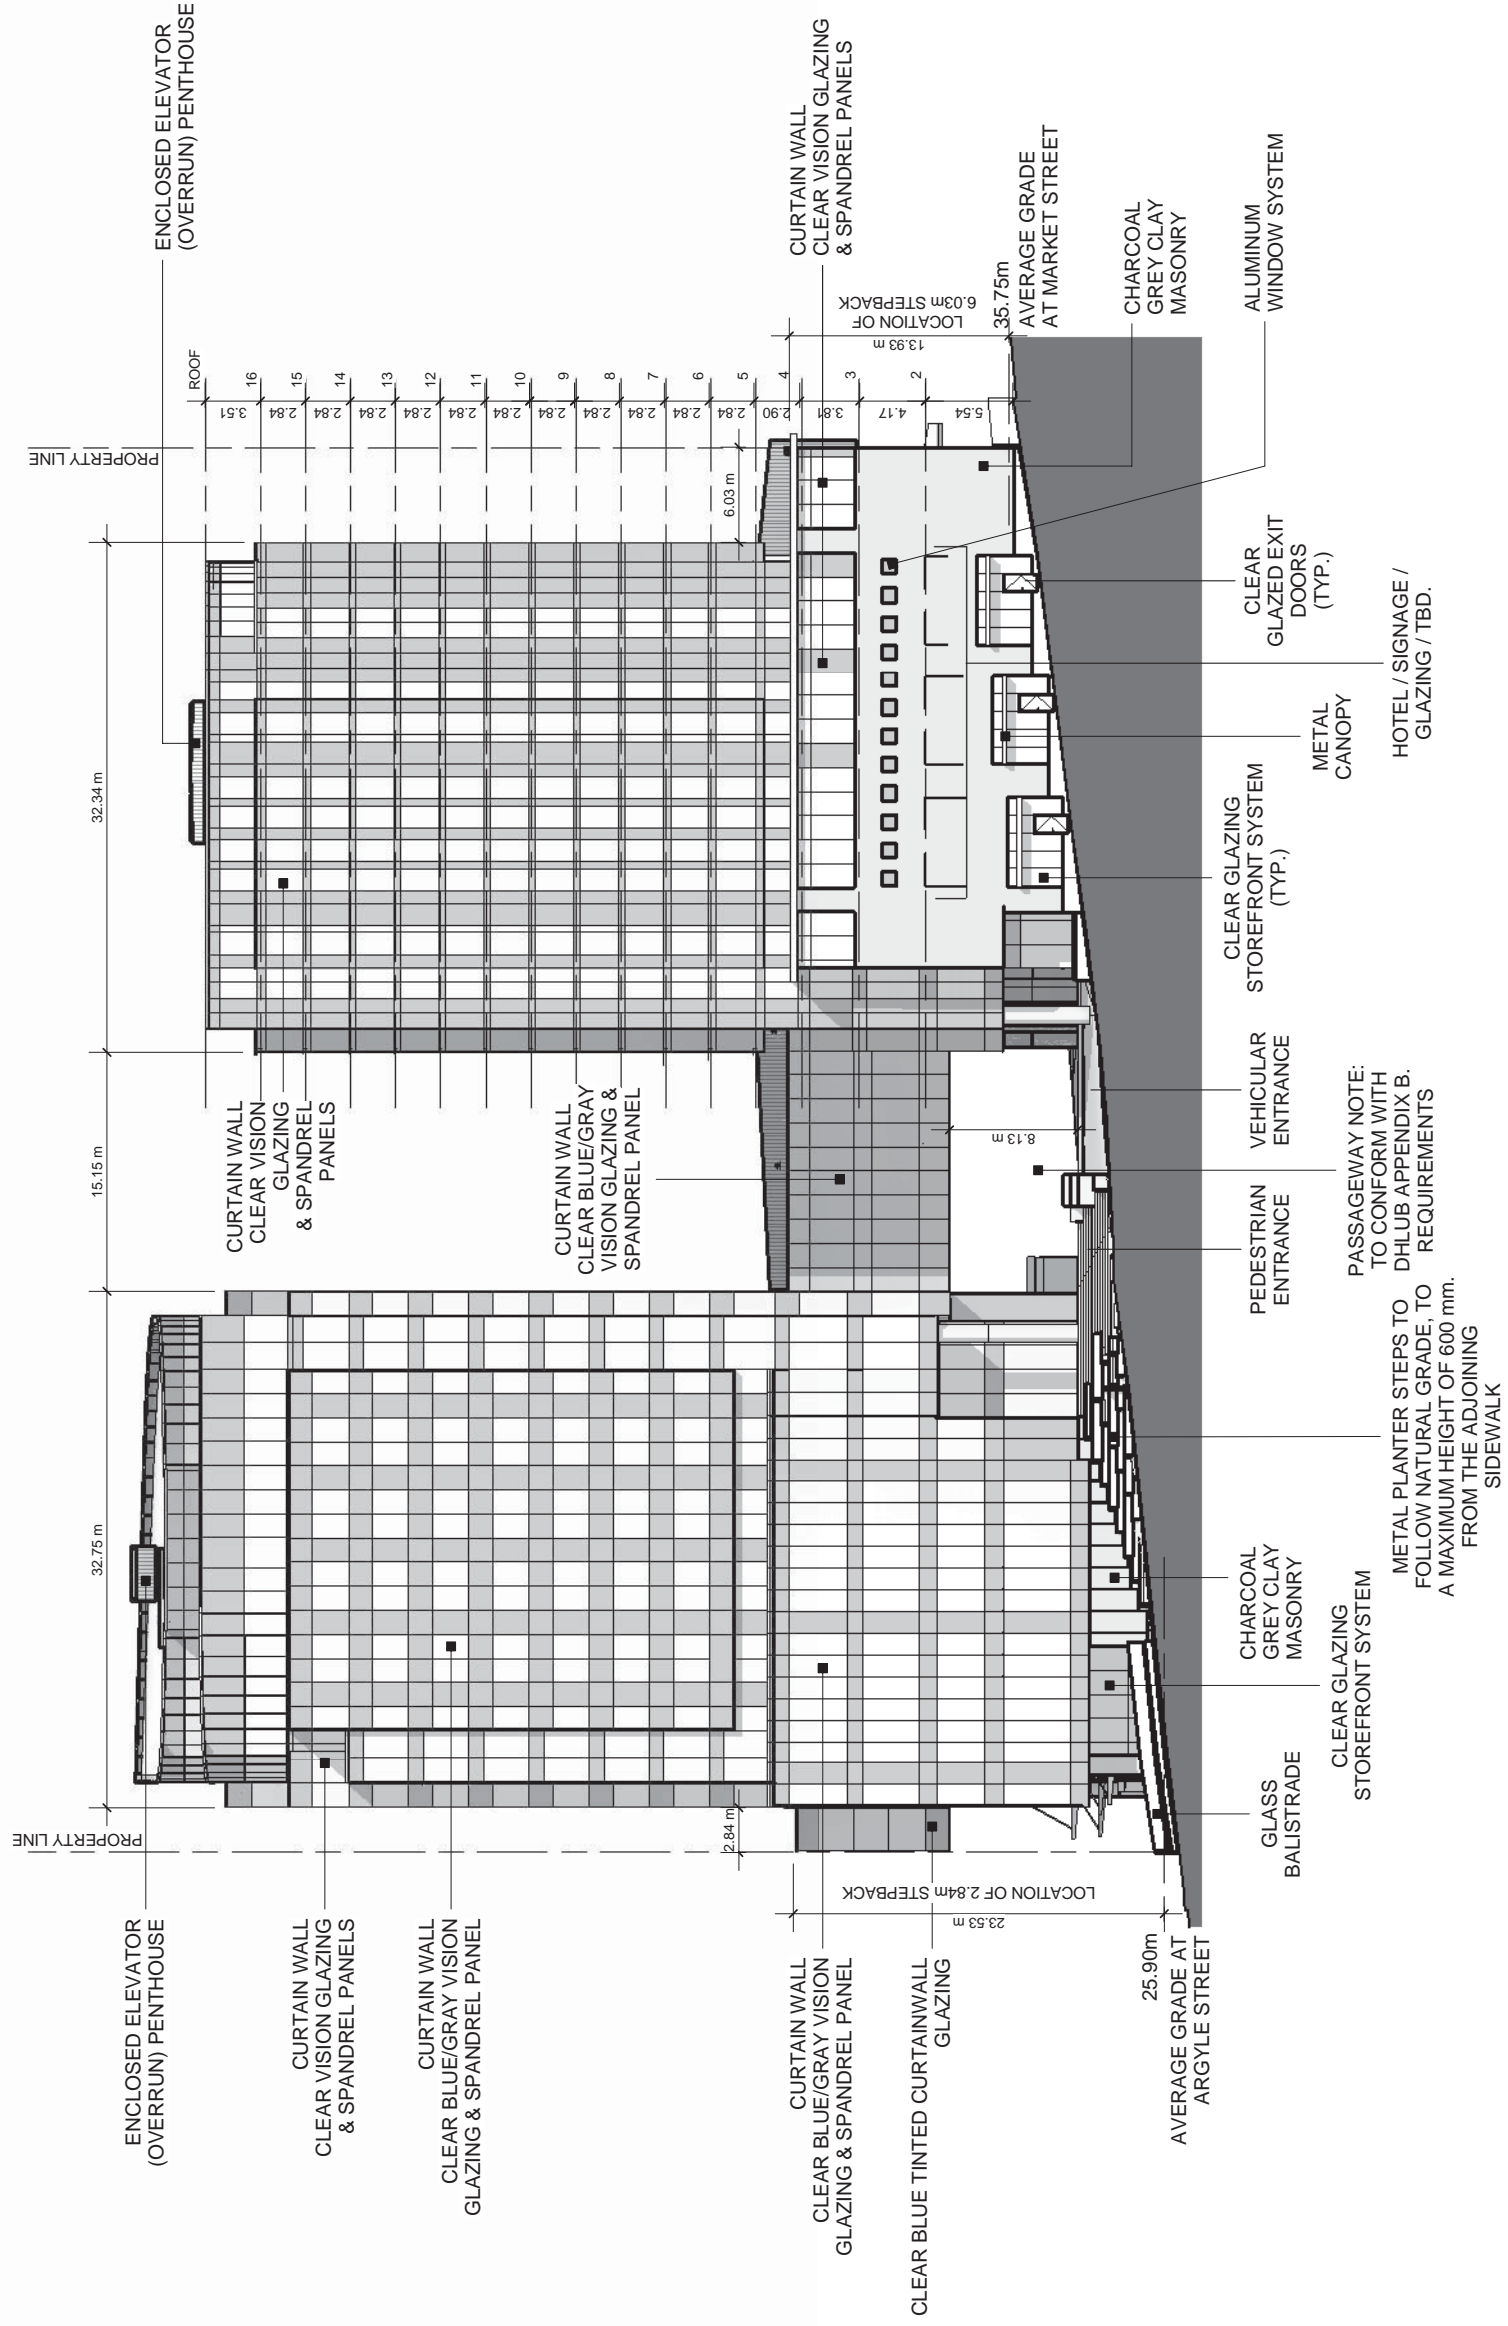 ENCLOSED ELEVATOR
(OVERRUN) PENTHOUSE
CURTAIN WALL
CLEAR VISION GLAZING
& SPANDREL PANELS
CURTAIN WALL
CLEAR BLUE/GRAY VISION
GLAZING & SPANDREL PANEL
CURTAIN WALL
CLEAR BLUE/GRAY VISION
GLAZING & SPANDREL PANEL
CLEAR BLUE TINTED CURTAINWALL
GLAZING
25.90m
AVERAGE GRADE AT
ARGYLE STREET
23.53 m
LOCATION OF 2.84m STEPBACK
PROPERTY LINE
2.84 m
32.75 m
15.15 m
32.34 m
GLASS
BALISTRADE
CLEAR GLAZING
STOREFRONT SYSTEM
CHARCOAL
GREY CLAY
MASONRY
METAL PLANTER STEPS TO
FOLLOW NATURAL GRADE, TO
A MAXIMUM HEIGHT OF 600 mm.
FROM THE ADJOINING
SIDEWALK
CURTAIN WALL
CLEAR VISION
GLAZING
& SPANDREL
PANELS
CURTAIN WALL
CLEAR BLUE/GRAY
VISION GLAZING &
SPANDREL PANEL
8.13 m
PEDESTRIAN
ENTRANCE
VEHICULAR
ENTRANCE
PASSAGEWAY NOTE:
TO CONFORM WITH
DHLUB APPENDIX B.
REQUIREMENTS
CLEAR GLAZING
STOREFRONT SYSTEM
(TYP.)
METAL
CANOPY
HOTEL / SIGNAGE /
GLAZING / TBD.
CLEAR
GLAZED EXIT
DOORS
(TYP.)
6.03 m
PROPERTY LINE
ROOF
3.51
16
2.84
15
2.84
14
2.84
13
2.84
12
2.84
11
2.84
10
2.84
9
2.84
8
2.84
7
2.84
6
2.84
5
2.90
4
3.81
3
4.17
2
5.54
13.93 m
LOCATION OF
6.03m STEPBACK
35.75m
AVERAGE GRADE
AT MARKET STREET
ENCLOSED ELEVATOR
(OVERRUN) PENTHOUSE
CURTAIN WALL
CLEAR VISION GLAZING
& SPANDREL PANELS
CHARCOAL
GREY CLAY
MASONRY
ALUMINUM
WINDOW SYSTEM